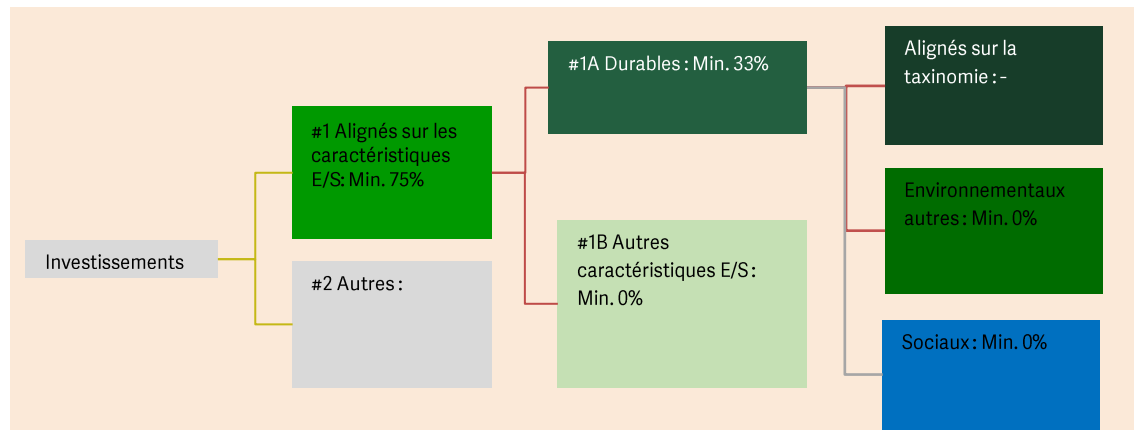 Investissements
#1 Alignés sur les
caractéristiques
E/S: Min. 75%
#2 Autres :
#1A Durables : Min. 33%
#1B Autres
caractéristiques E/S :
Min. 0%
Alignés sur la
taxinomie : -
Environnementaux
autres : Min. 0%
Sociaux : Min. 0%